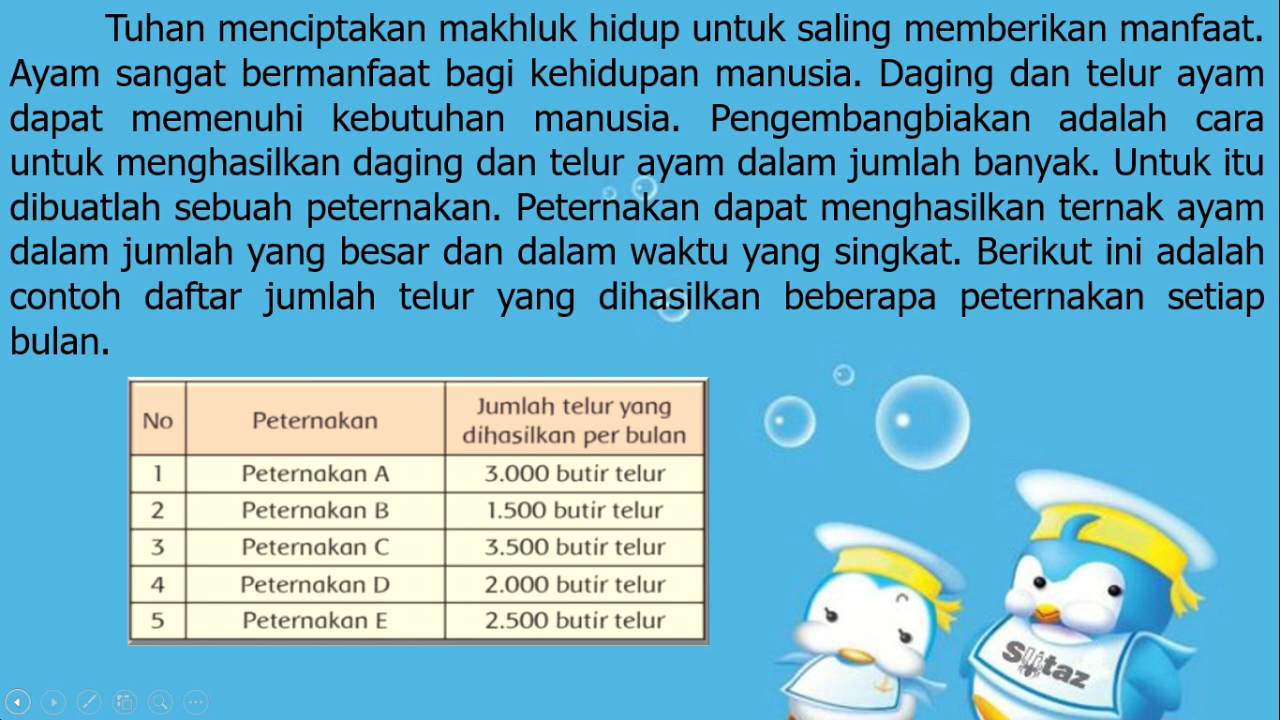 Tuhan menciptakan makhluk hidup untuk saling memberikan manfaat.
Ayam sangat bermanfaat bagi kehidupan manusia. Daging dan telur ayam
dapat memenuhi kebutuhan manusia. Pengembangbiakan adalah cara
untuk menghasilkan daging dan telur ayam dalam jumlah banyak. Untuk itu
dibuatlah sebuah peternakan. Peternakan dapat menghasilkan ternak ayam
dalam jumlah yang besar dan dalam waktu yang singkat. Berikut ini adalah
contoh daftar jumlah telur yang dihasilkan beberapa peternakan setiap
bulan.
No Peternakan Jumlah telur yang
dihasilkan per bulan
1 Peternakan A 3.000 butir telur
2 Peternakan B 1.500 butir telur
3 Peternakan C 3.500 butir telur
4 Peternakan D 2.000 butir telur
5 Peternakan E 2.500 butir telur